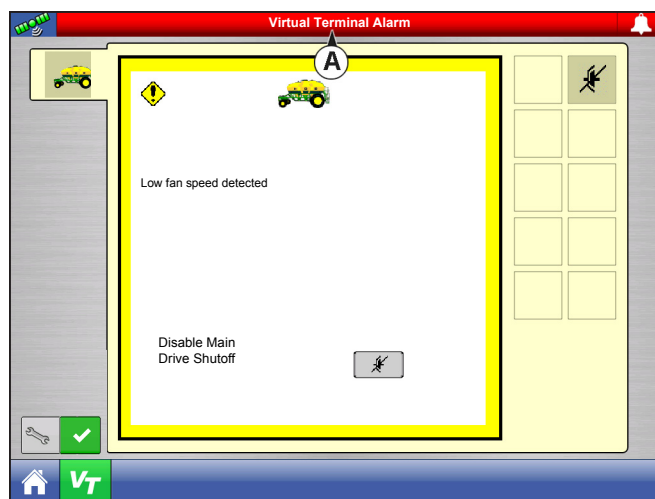 Virtual Terminal Alarm
A
Low fan speed detected
Disable Main
Drive Shutoff
VT